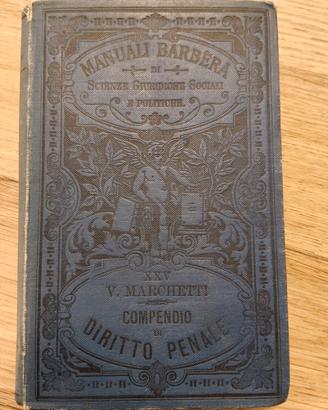 MANUALI BARBÈRA
DI
SCIENZE GIURIDICHE SOCIALI
E POLITICHE
XXV
V. MARCHETTI
COMPENDIO
DI
DIRITTO PENALE